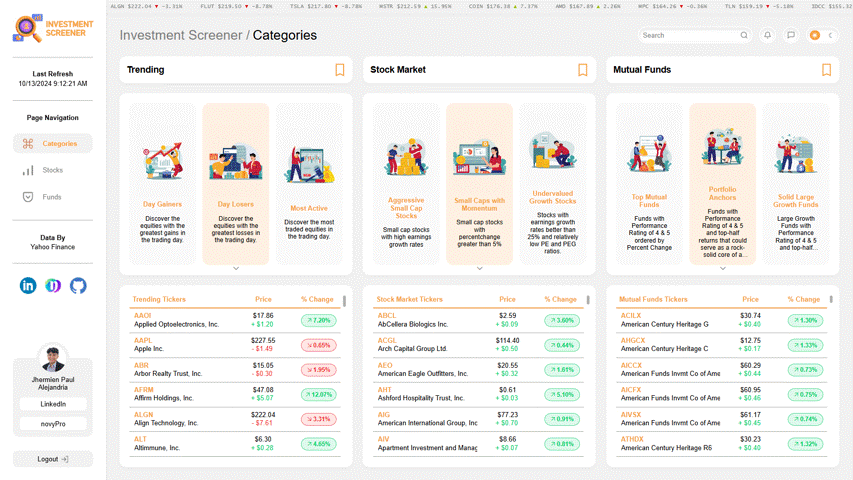 ALGN $222.04 ▼ -3.31% FLUT $219.50 ▼ -8.78% TSLA $217.80 ▼ -8.78% MSTR $212.59 ▲ 15.95% COIN $176.38 ▲ 7.37% AMD $167.89 ▲ 2.26% MPC $164.26 ▼ -0.36% TLN $159.19 ▼ -5.18% IDCC $155.32
INVESTMENT
SCREENER
Investment Screener / Categories
Search
Last Refresh
10/13/2024 9:12:21 AM
Page Navigation
Categories
Stocks
Funds
Data By
Yahoo Finance
in
Jhermien Paul
Alejandria
LinkedIn
novyPro
Logout
Trending
Day Gainers
Discover the
equities with the
greatest gains in
the trading day.
Day Losers
Discover the
equities with the
greatest losses in
the trading day.
Most Active
Discover the most
traded equities in
the trading day.
Stock Market
Aggressive
Small Cap
Stocks
Small cap stocks
with high earnings
growth rates
Small Caps with
Momentum
Small cap stocks
with
percentchange
greater than 5%
Undervalued
Growth Stocks
Stocks with
earnings growth
rates better than
25% and relatively
low PE and PEG
ratios.
Mutual Funds
Top Mutual
Funds
Funds with
Performance
Rating of 4 & 5
ordered by
Percent Change
Portfolio
Anchors
Funds with
Performance
Rating of 4 & 5
and top-half
returns that could
serve as a rock-
solid core of a...
Solid Large
Growth Funds
Large Growth
Funds with
Performance
Rating of 4 & 5
and top-half...
Trending Tickers Price % Change
AAOI $17.86
Applied Optoelectronics, Inc. + $1.20 7.20%
AAPL $227.55
Apple Inc. - $1.49 0.65%
ABR $15.05
Arbor Realty Trust, Inc. - $0.30 1.95%
AFRM $47.08
Affirm Holdings, Inc. + $5.07 12.07%
ALGN $222.04
Align Technology, Inc. - $7.61 3.31%
ALT $6.30
Altimmune, Inc. + $0.28 4.65%
Stock Market Tickers Price % Change
ABCL $2.59
AbCellera Biologics Inc. + $0.09 3.60%
ACGL $114.40
Arch Capital Group Ltd. + $0.50 0.44%
AEO $20.55
American Eagle Outfitters, Inc. + $0.32 1.61%
AHT $0.61
Ashford Hospitality Trust, Inc. + $0.03 5.10%
AIG $77.23
American International Group, Inc + $0.70 0.91%
AIV $8.66
Apartment Investment and Manag + $0.07 0.81%
Mutual Funds Tickers Price % Change
ACILX $30.74
American Century Heritage G + $0.40 1.30%
AHGCX $12.75
American Century Heritage C + $0.17 1.33%
AICCX $60.29
American Funds Invmt Co of Ame + $0.44 0.73%
AICFX $60.95
American Funds Invmt Co of Ame + $0.46 0.75%
AIVSX $61.17
American Funds Invmt Co of Ame + $0.45 0.74%
ATHDX $30.23
American Century Heritage R6 + $0.40 1.32%